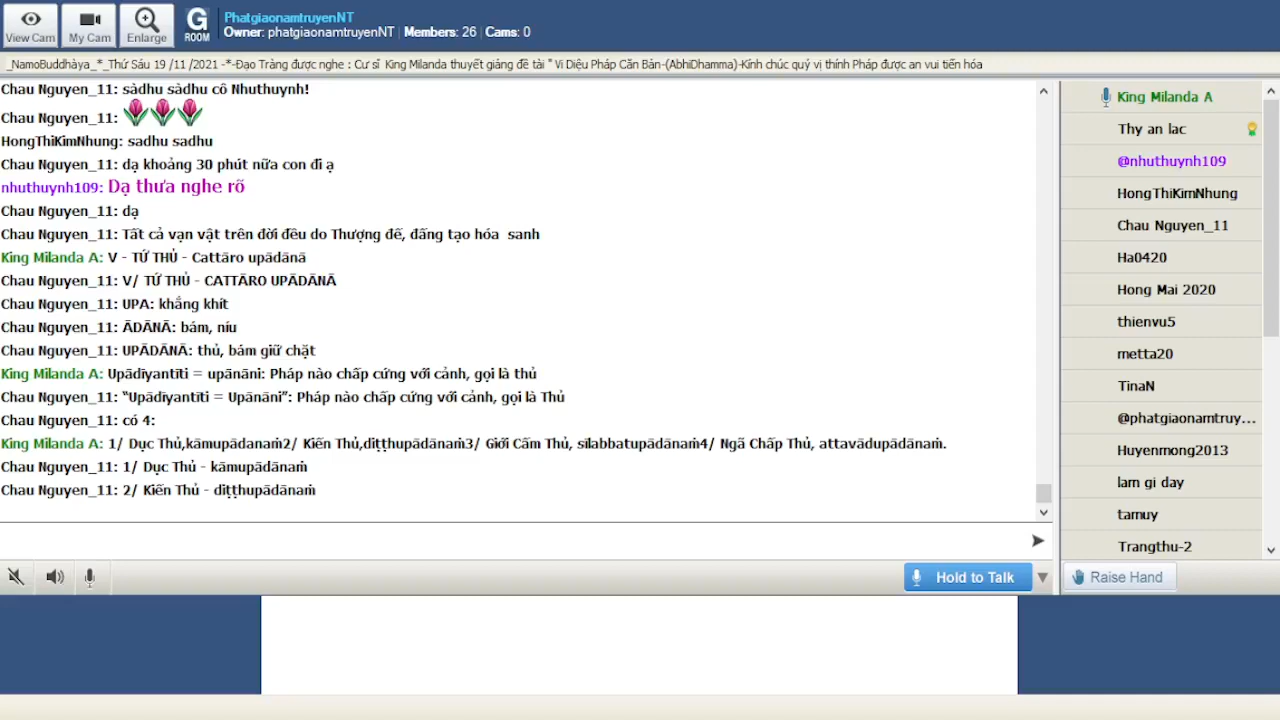 View Cam
My Cam
Enlarge
G
ROOM
PhatgiaonamtruyenNT
Owner: phatgiaonamtruyenNT | Members: 26 | Cams: 0
_NamoBuddhàya_*_Thứ Sáu 19 /11 /2021 -*-Đạo Tràng được nghe : Cư sĩ King Milanda thuyết giảng đề tài " Vi Diệu Pháp Căn Bản-(AbhiDhamma)-Kính chúc quý vị thính Pháp được an vui tiến hóa
Chau Nguyen_11: sàdhu sàdhu cô Nhuthuynh!
Chau Nguyen_11:
HongThiKimNhung: sadhu sadhu
Chau Nguyen_11: dạ khoảng 30 phút nữa con đi ạ
nhuthuynh109: Dạ thưa nghe rõ
Chau Nguyen_11: dạ
Chau Nguyen_11: Tất cả vạn vật trên đời đều do Thượng đế, đấng tạo hóa sanh
King Milanda A: V - TỨ THỦ - Cattāro upādānā
Chau Nguyen_11: V/ TỨ THỦ - CATTĀRO UPĀDĀNĀ
Chau Nguyen_11: UPA: khắng khít
Chau Nguyen_11: ĀDĀNĀ: bám, níu
Chau Nguyen_11: UPĀDĀNĀ: thủ, bám giữ chặt
King Milanda A: Upādīyantīti = upānāni: Pháp nào chấp cứng với cảnh, gọi là thủ
Chau Nguyen_11: “Upādīyantīti = Upānāni”: Pháp nào chấp cứng với cảnh, gọi là Thủ
Chau Nguyen_11: có 4:
King Milanda A: 1/ Dục Thủ,kāmupādanaṁ2/ Kiến Thủ,diṭṭhupādānaṁ3/ Giới Cấm Thủ, sīlabbatupādānaṁ4/ Ngã Chấp Thủ, attavādupādānaṁ.
Chau Nguyen_11: 1/ Dục Thủ - kāmupādānaṁ
Chau Nguyen_11: 2/ Kiến Thủ - diṭṭhupādānaṁ
King Milanda A
Thy an lac
@nhuthuynh109
HongThiKimNhung
Chau Nguyen_11
Ha0420
Hong Mai 2020
thienvu5
metta20
TinaN
@phatgiaonamtruy...
Huyenmong2013
lam gi day
tamuy
Trangthu-2
Hold to Talk
Raise Hand